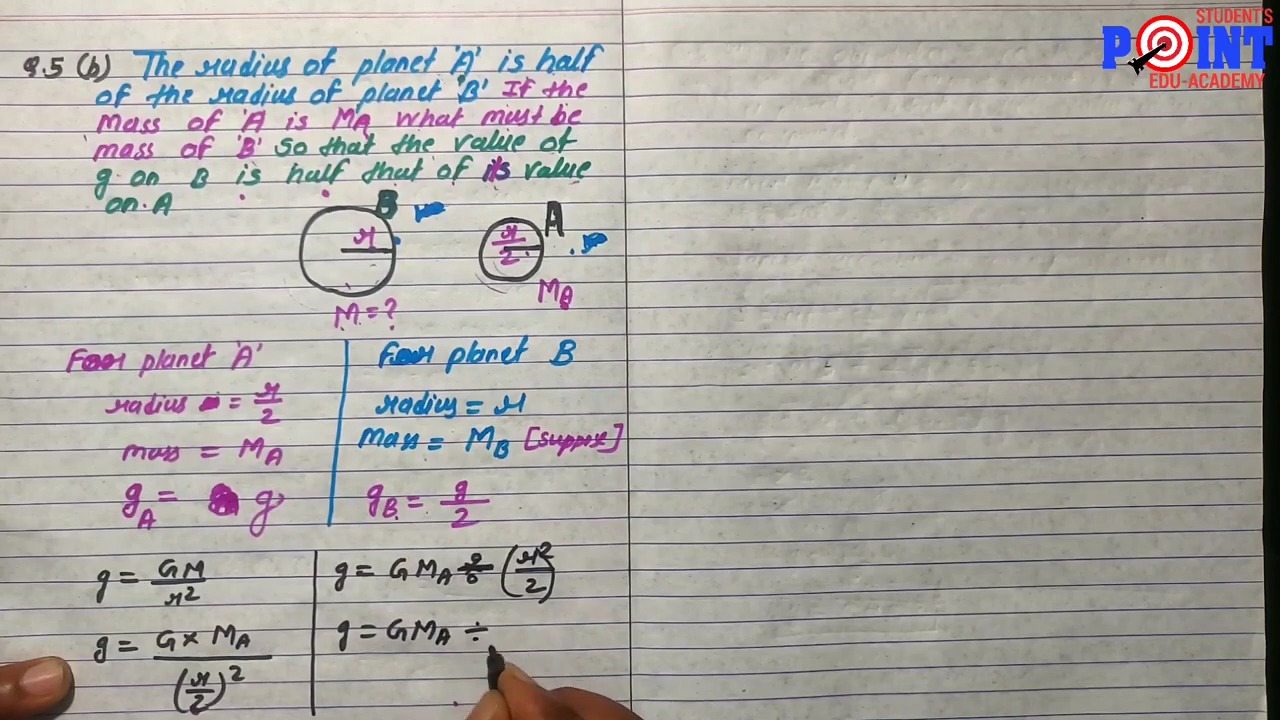 STUDENT'S
POINT
EDU-ACADEMY
Q.5 (b) The radius of planet 'A' is half
of the radius of planet 'B' If the
Mass of 'A is MA what must be
mass of 'B' so that the value of
g on B is half that of its value
on A
B
A
r
r/2
M = ?
MA
For planet 'A'
radius = r/2
mass = MA
gA = g
For planet B
radius = r
Mass = MB [suppose]
gB = g/2
g = GM/r²
g = G × MA/(r/2)²
g = GMA ÷ (r²/2)
g = GMA ÷